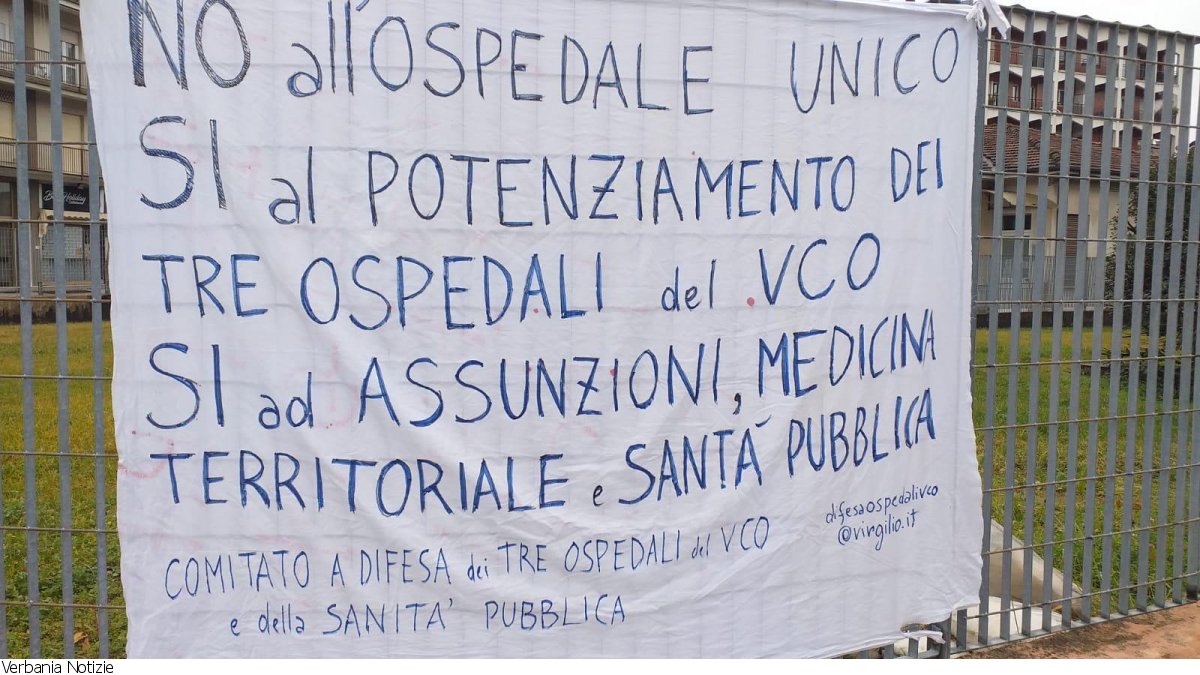 NO all'OSPEDALE UNICO
SI al POTENZIAMENTO DEI
TRE OSPEDALI del VCO
SI ad ASSUNZIONI, MEDICINA
TERRITORIALE e SANTÀ PUBBLICA
difesaospedalivco
@virgilio.it
COMITATO A DIFESA dei TRE OSPEDALI del VCO
e della SANITA' PUBBLICA
Verbania Notizie